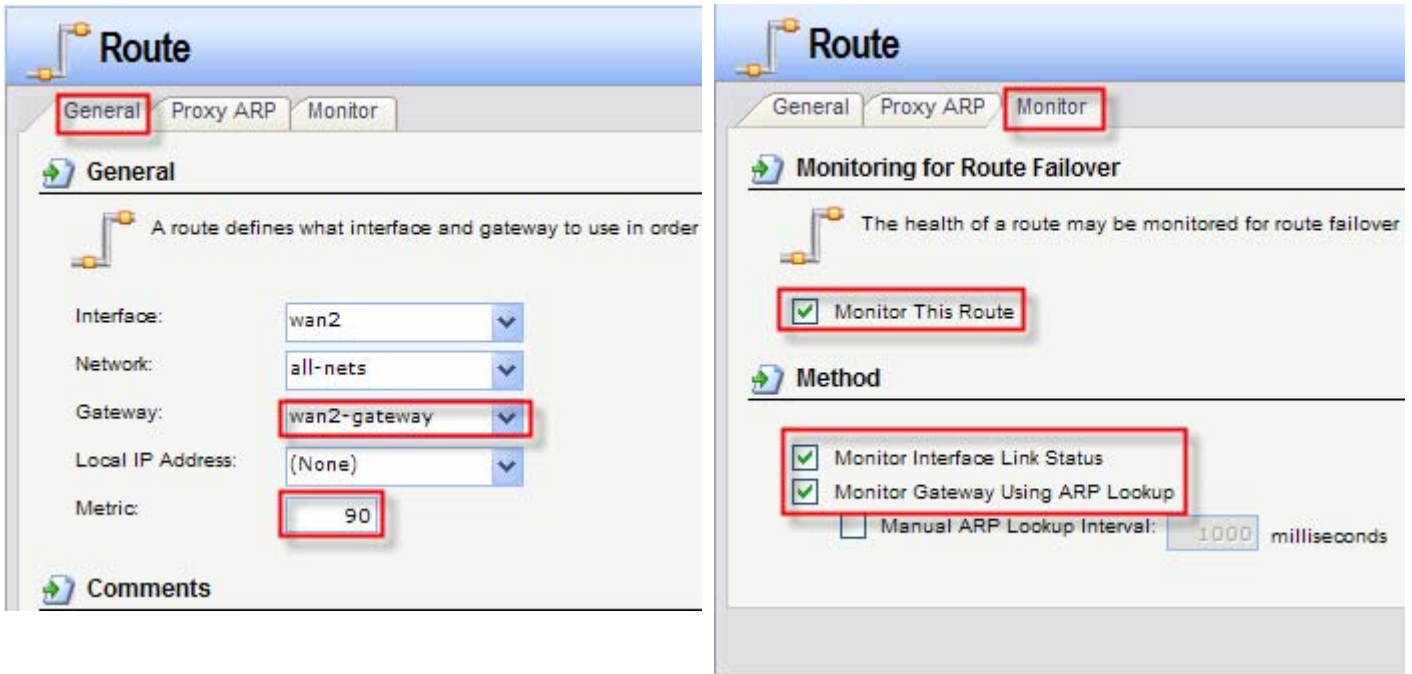 Route
General Proxy ARP Monitor
General
A route defines what interface and gateway to use in order
Interface: wan2
Network: all-nets
Gateway: wan2-gateway
Local IP Address: (None)
Metric: 90
Comments
Route
General Proxy ARP Monitor
Monitoring for Route Failover
The health of a route may be monitored for route failover
Monitor This Route
Method
Monitor Interface Link Status
Monitor Gateway Using ARP Lookup
Manual ARP Lookup Interval: 1000 milliseconds